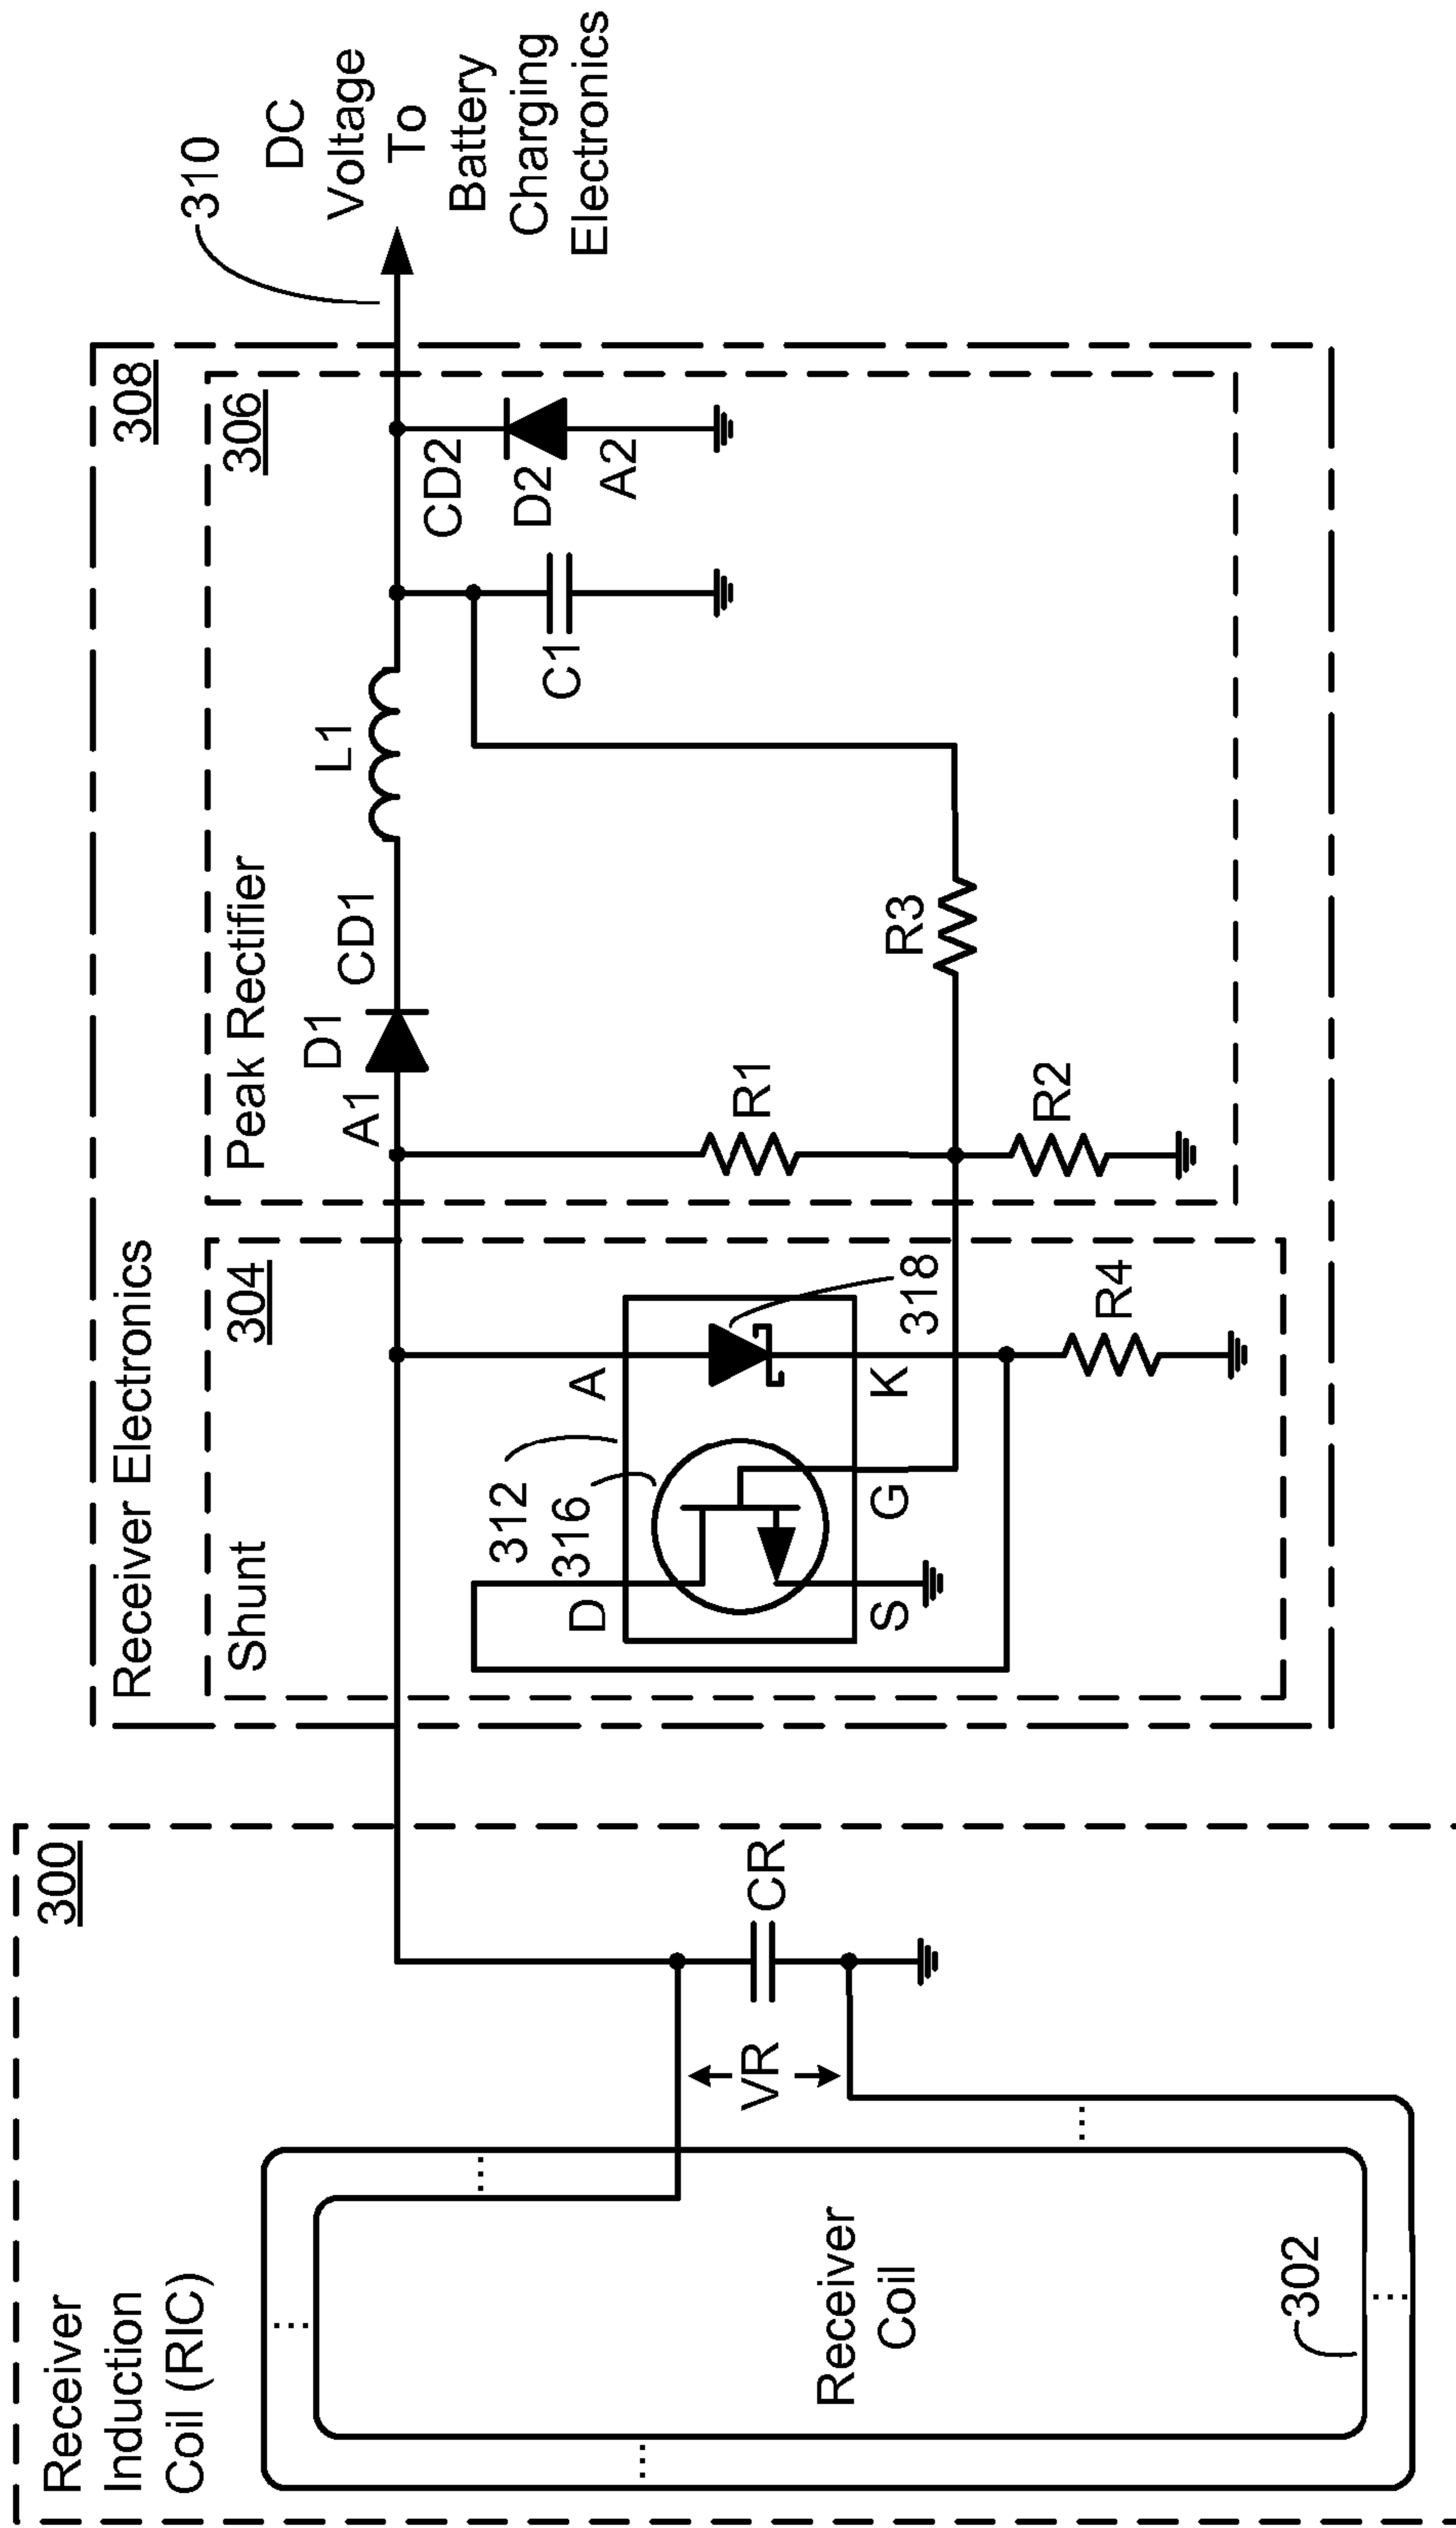 Receiver
Induction
Coil (RIC)
300
Receiver
Coil
302
VR
CR
Receiver Electronics
308
Shunt
304
312
316
D
A
S
G
K
318
R4
Peak Rectifier
306
A1
D1
CD1
L1
R1
R2
R3
C1
CD2
D2
A2
310
DC
Voltage
To
Battery
Charging
Electronics